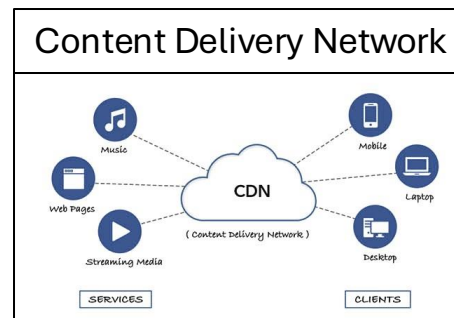 Content Delivery Network
Music
Mobile
Web Pages
CDN
Laptop
( Content Delivery Network )
Streaming Media
Desktop
SERVICES
CLIENTS